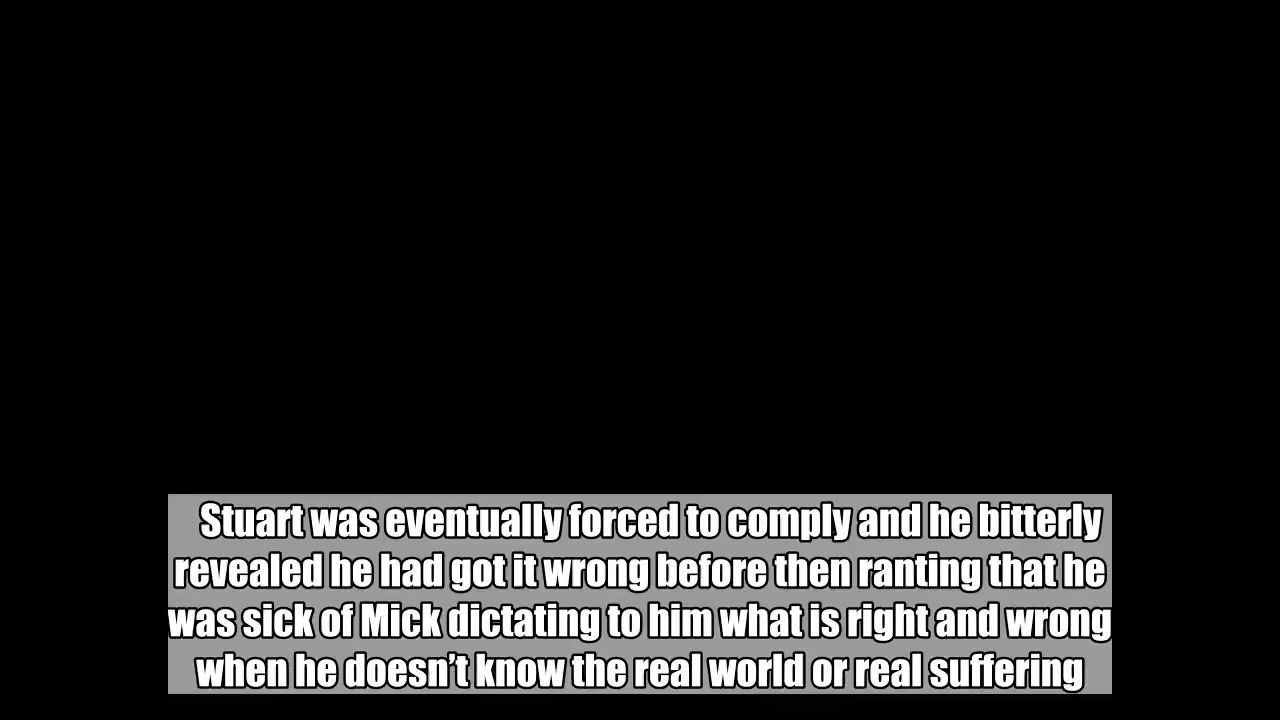 Stuart was eventually forced to comply and he bitterly
revealed he had got it wrong before then ranting that he
was sick of Mick dictating to him what is right and wrong
when he doesn’t know the real world or real suffering